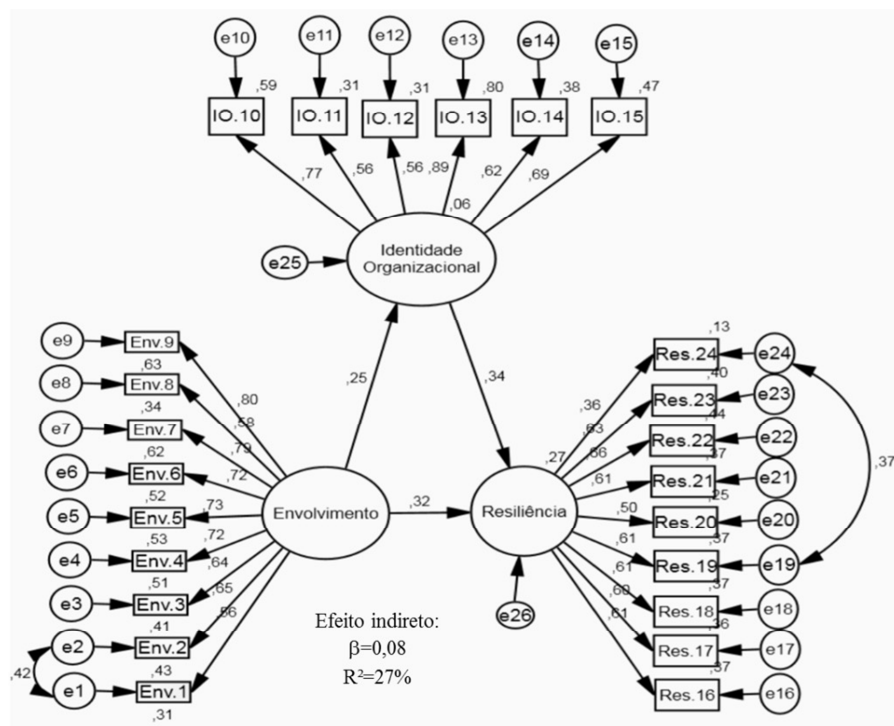 e10 e11 e12 e13 e14 e15
,59 ,31 ,31 ,80 ,38 ,47
IO.10 IO.11 IO.12 IO.13 IO.14 IO.15
,77 ,56 ,56 ,89 ,62 ,69
,06
Identidade
Organizacional
e25
,25
,34
e9 Env.9
,63
e8 Env.8
,34
e7 Env.7
,62
e6 Env.6
,52
e5 Env.5
,53
e4 Env.4
,51
e3 Env.3
,41
e2 Env.2
,43
e1 Env.1
,31
,42
,80
,58
,79
,72
,73
,72
,64
,65
,56
Envolvimento
,32
,27
Resiliência
e26
,36
,63
,66
,61
,50
,61
,61
,60
,61
,13
Res.24 e24
,40
Res.23 e23
,44
Res.22 e22
,37
Res.21 e21
,25
Res.20 e20
,37
Res.19 e19
,37
Res.18 e18
,36
Res.17 e17
,37
Res.16 e16
,37
Efeito indireto:
β=0,08
R²=27%